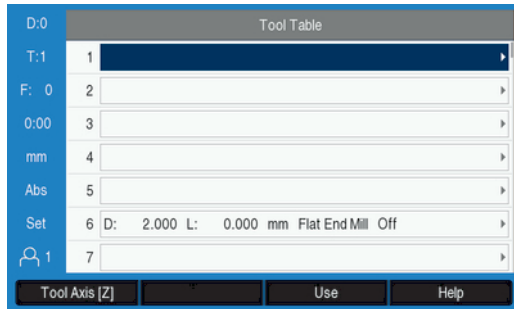 D:0
Tool Table
T:1
1
F: 0
2
0:00
3
mm
4
Abs
5
Set
6 D: 2.000 L: 0.000 mm Flat End Mill Off
1
7
Tool Axis [Z] Use Help